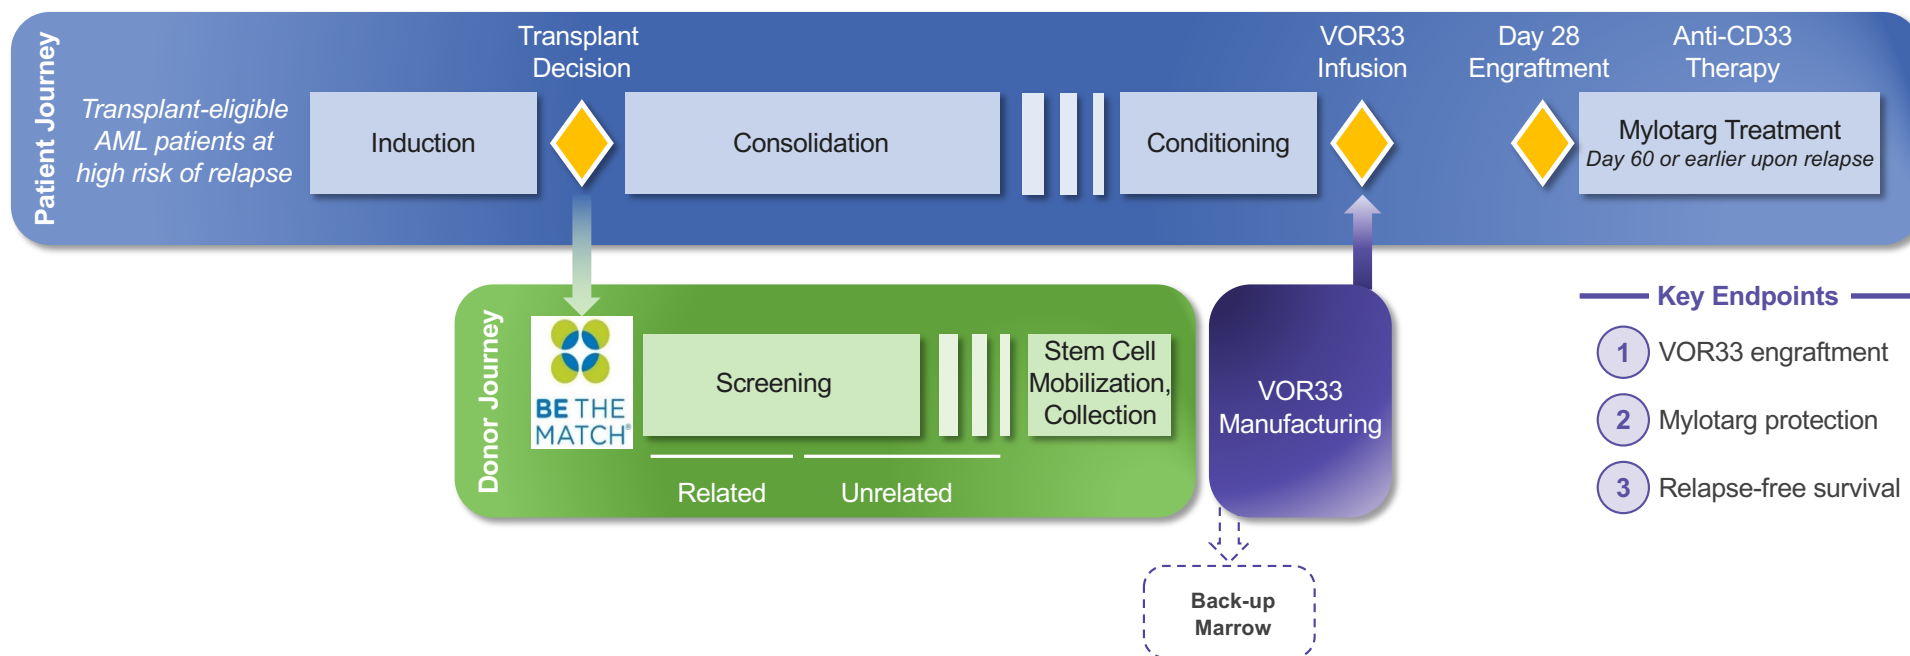 Patient Journey
Transplant-eligible
AML patients at
high risk of relapse
Induction
Transplant
Decision
Consolidation
Conditioning
VOR33
Infusion
Day 28
Engraftment
Anti-CD33
Therapy
Mylotarg Treatment
Day 60 or earlier upon relapse
Donor Journey
BE THE
MATCH®
Screening
Related
Unrelated
Stem Cell
Mobilization,
Collection
VOR33
Manufacturing
Back-up
Marrow
Key Endpoints
1 VOR33 engraftment
2 Mylotarg protection
3 Relapse-free survival